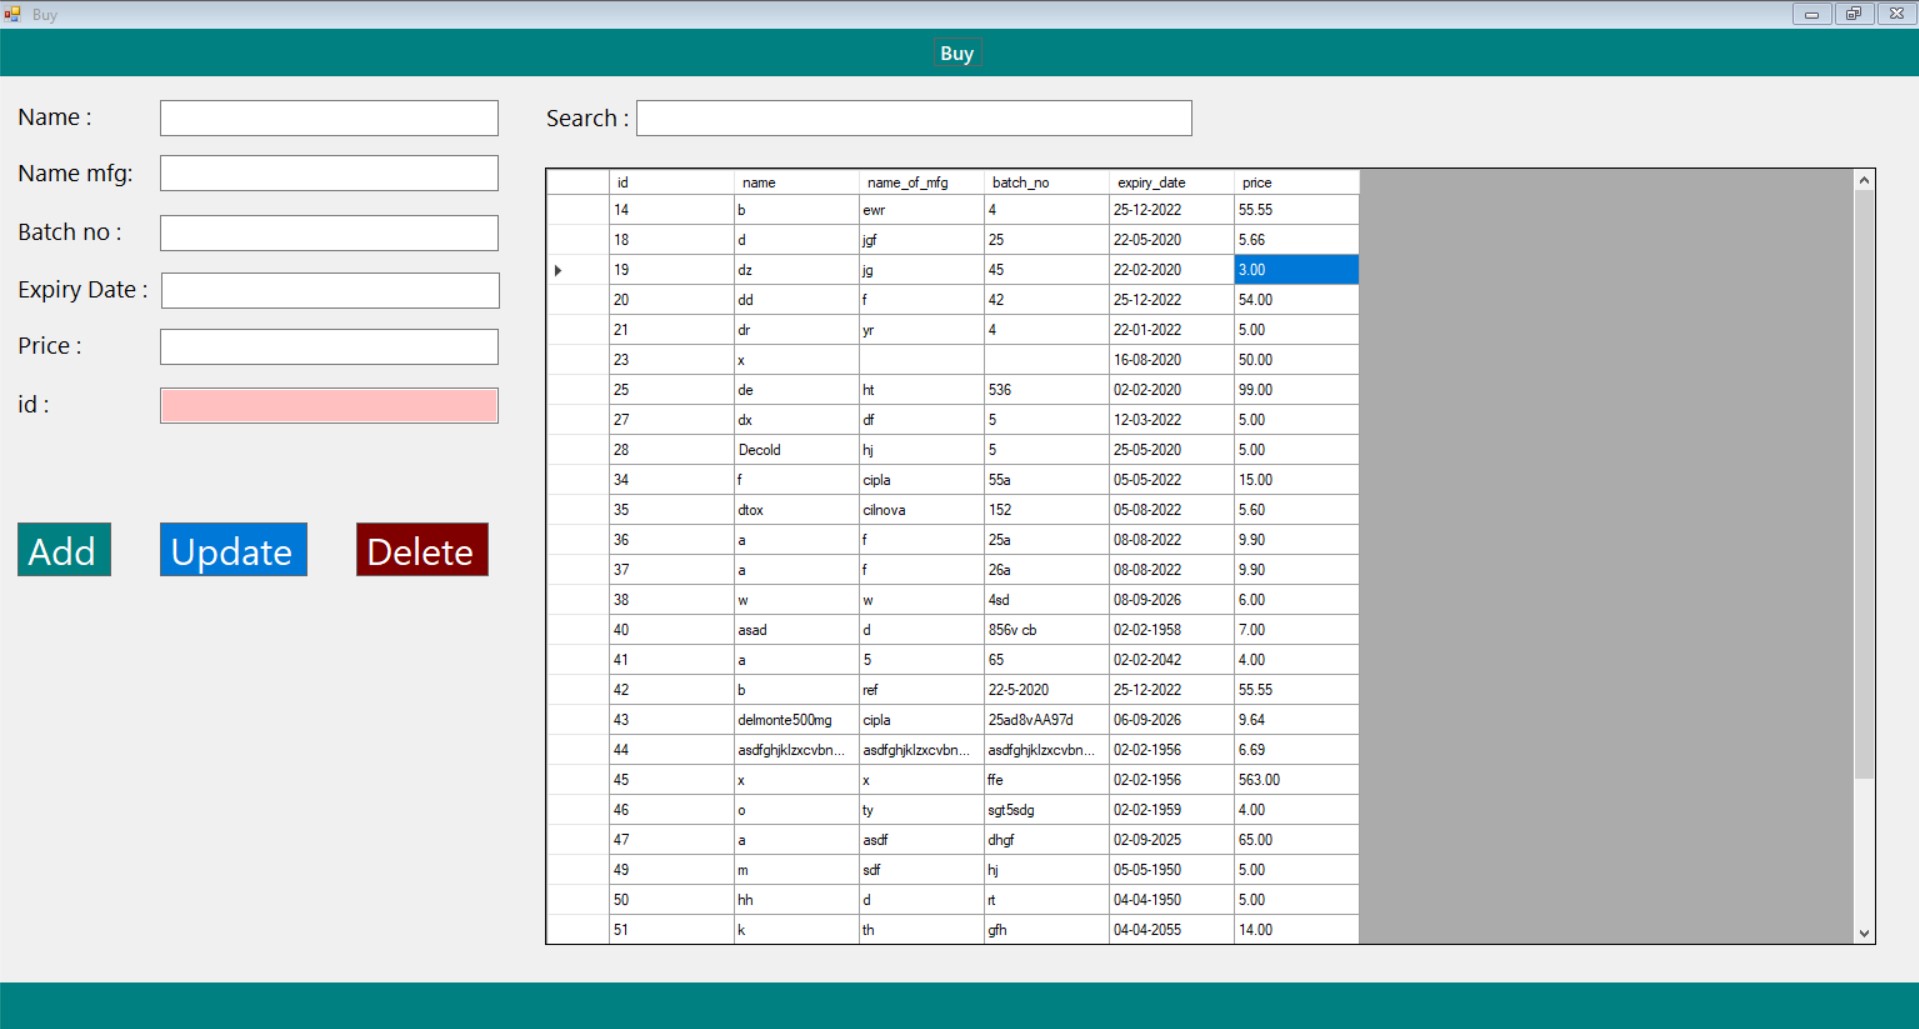 Buy
Buy
Name :
Name mfg:
Batch no :
Expiry Date :
Price :
id :
Add Update Delete
Search :
id name name_of_mfg batch_no expiry_date price
14 b ewr 4 25-12-2022 55.55
18 d jgf 25 22-05-2020 5.66
19 dz jg 45 22-02-2020 3.00
20 dd f 42 25-12-2022 54.00
21 dr yr 4 22-01-2022 5.00
23 x 16-08-2020 50.00
25 de ht 536 02-02-2020 99.00
27 dx df 5 12-03-2022 5.00
28 Decold hj 5 25-05-2020 5.00
34 f cipla 55a 05-05-2022 15.00
35 dtox cilnova 152 05-08-2022 5.60
36 a f 25a 08-08-2022 9.90
37 a f 26a 08-08-2022 9.90
38 w w 4sd 08-09-2026 6.00
40 asad d 856v cb 02-02-1958 7.00
41 a 5 65 02-02-2042 4.00
42 b ref 22-5-2020 25-12-2022 55.55
43 delmonte500mg cipla 25ad8vAA97d 06-09-2026 9.64
44 asdfghjklzxcvbn... asdfghjklzxcvbn... asdfghjklzxcvbn... 02-02-1956 6.69
45 x x ffe 02-02-1956 563.00
46 o ty sgt5sdg 02-02-1959 4.00
47 a asdf dhgf 02-09-2025 65.00
49 m sdf hj 05-05-1950 5.00
50 hh d rt 04-04-1950 5.00
51 k th gfh 04-04-2055 14.00